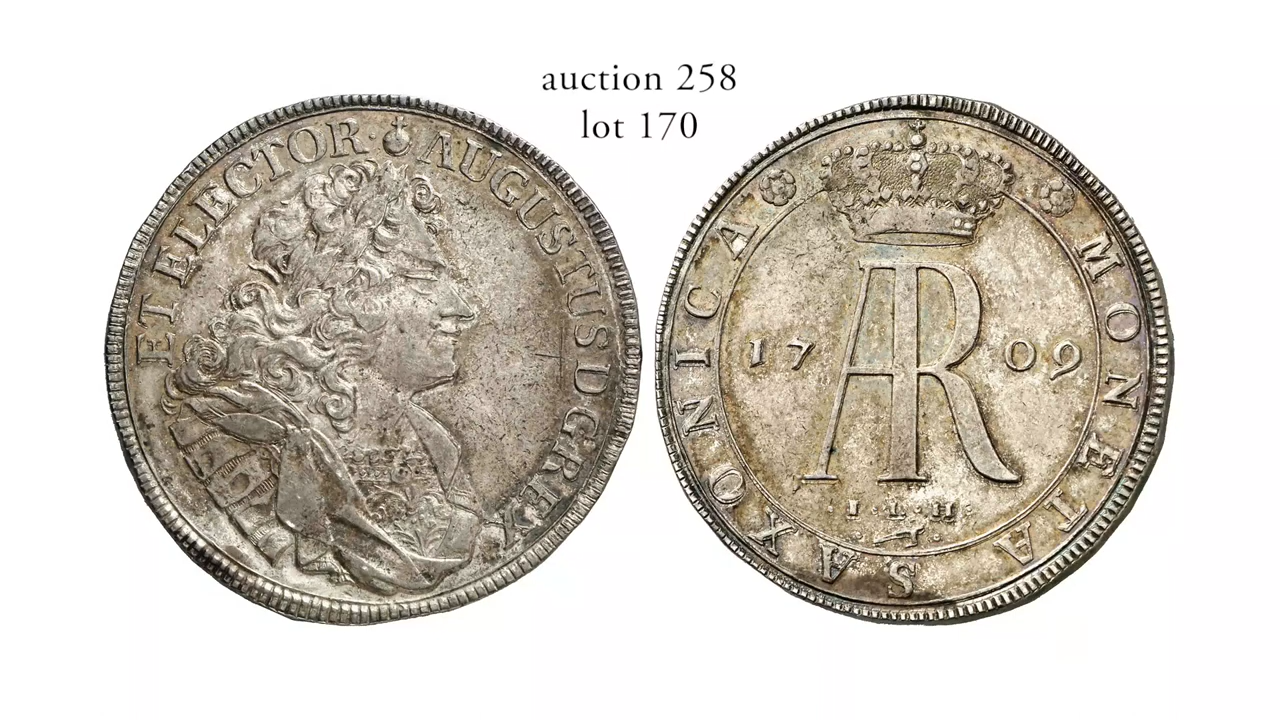 auction 258
lot 170
AUGUSTUS D·G·REX
ET ELECTOR·
MONETA SAXONICA
AR
17 09
·I·L·H·